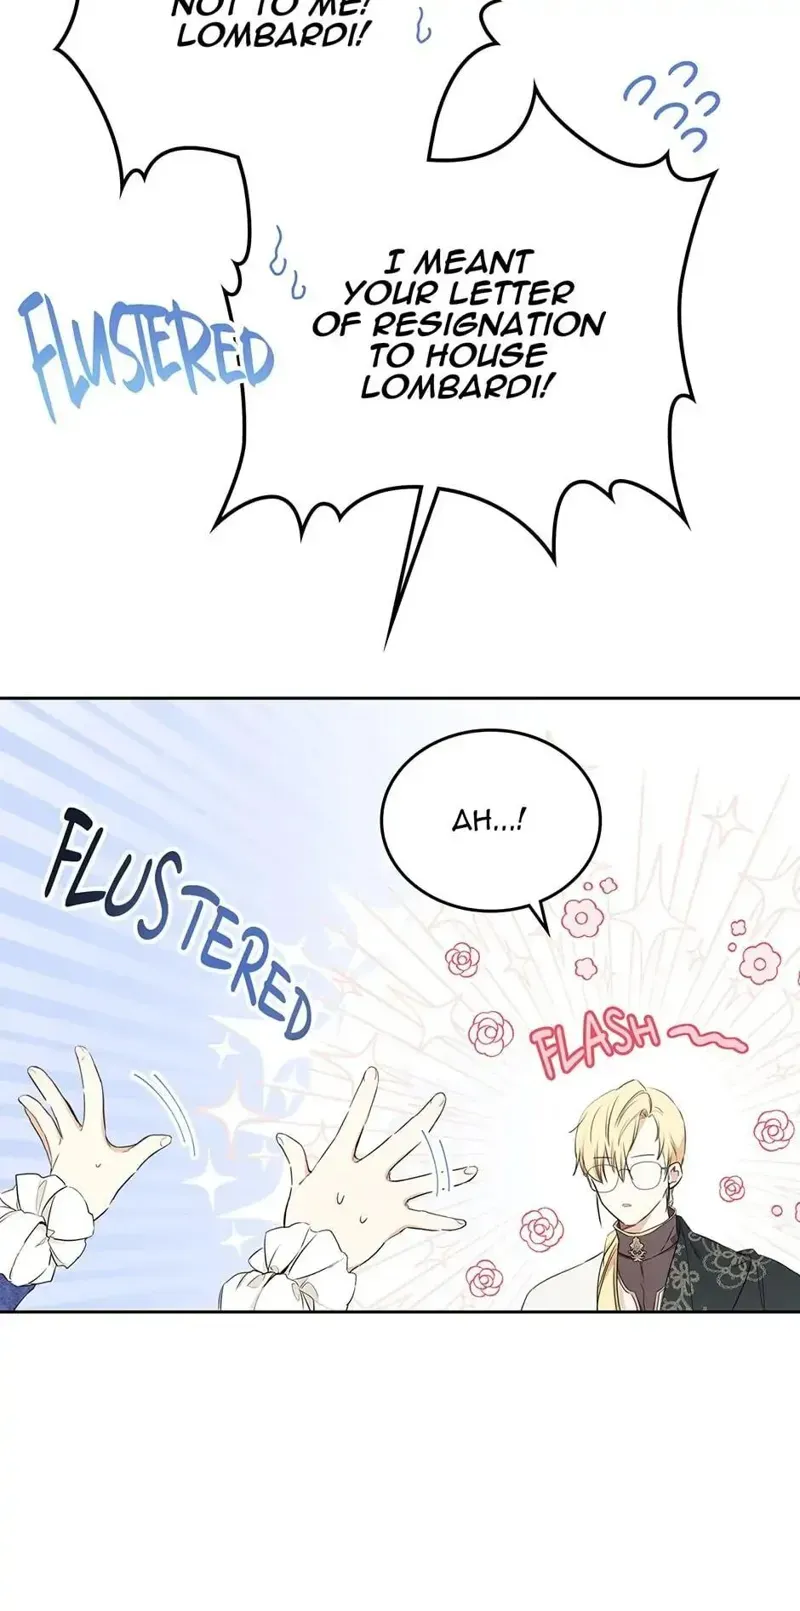 NOT TO ME!
LOMBARDI!
I MEANT
YOUR LETTER
OF RESIGNATION
TO HOUSE
LOMBARDI!
FLUSTERED
AH...!
FLUSTERED
FLASH